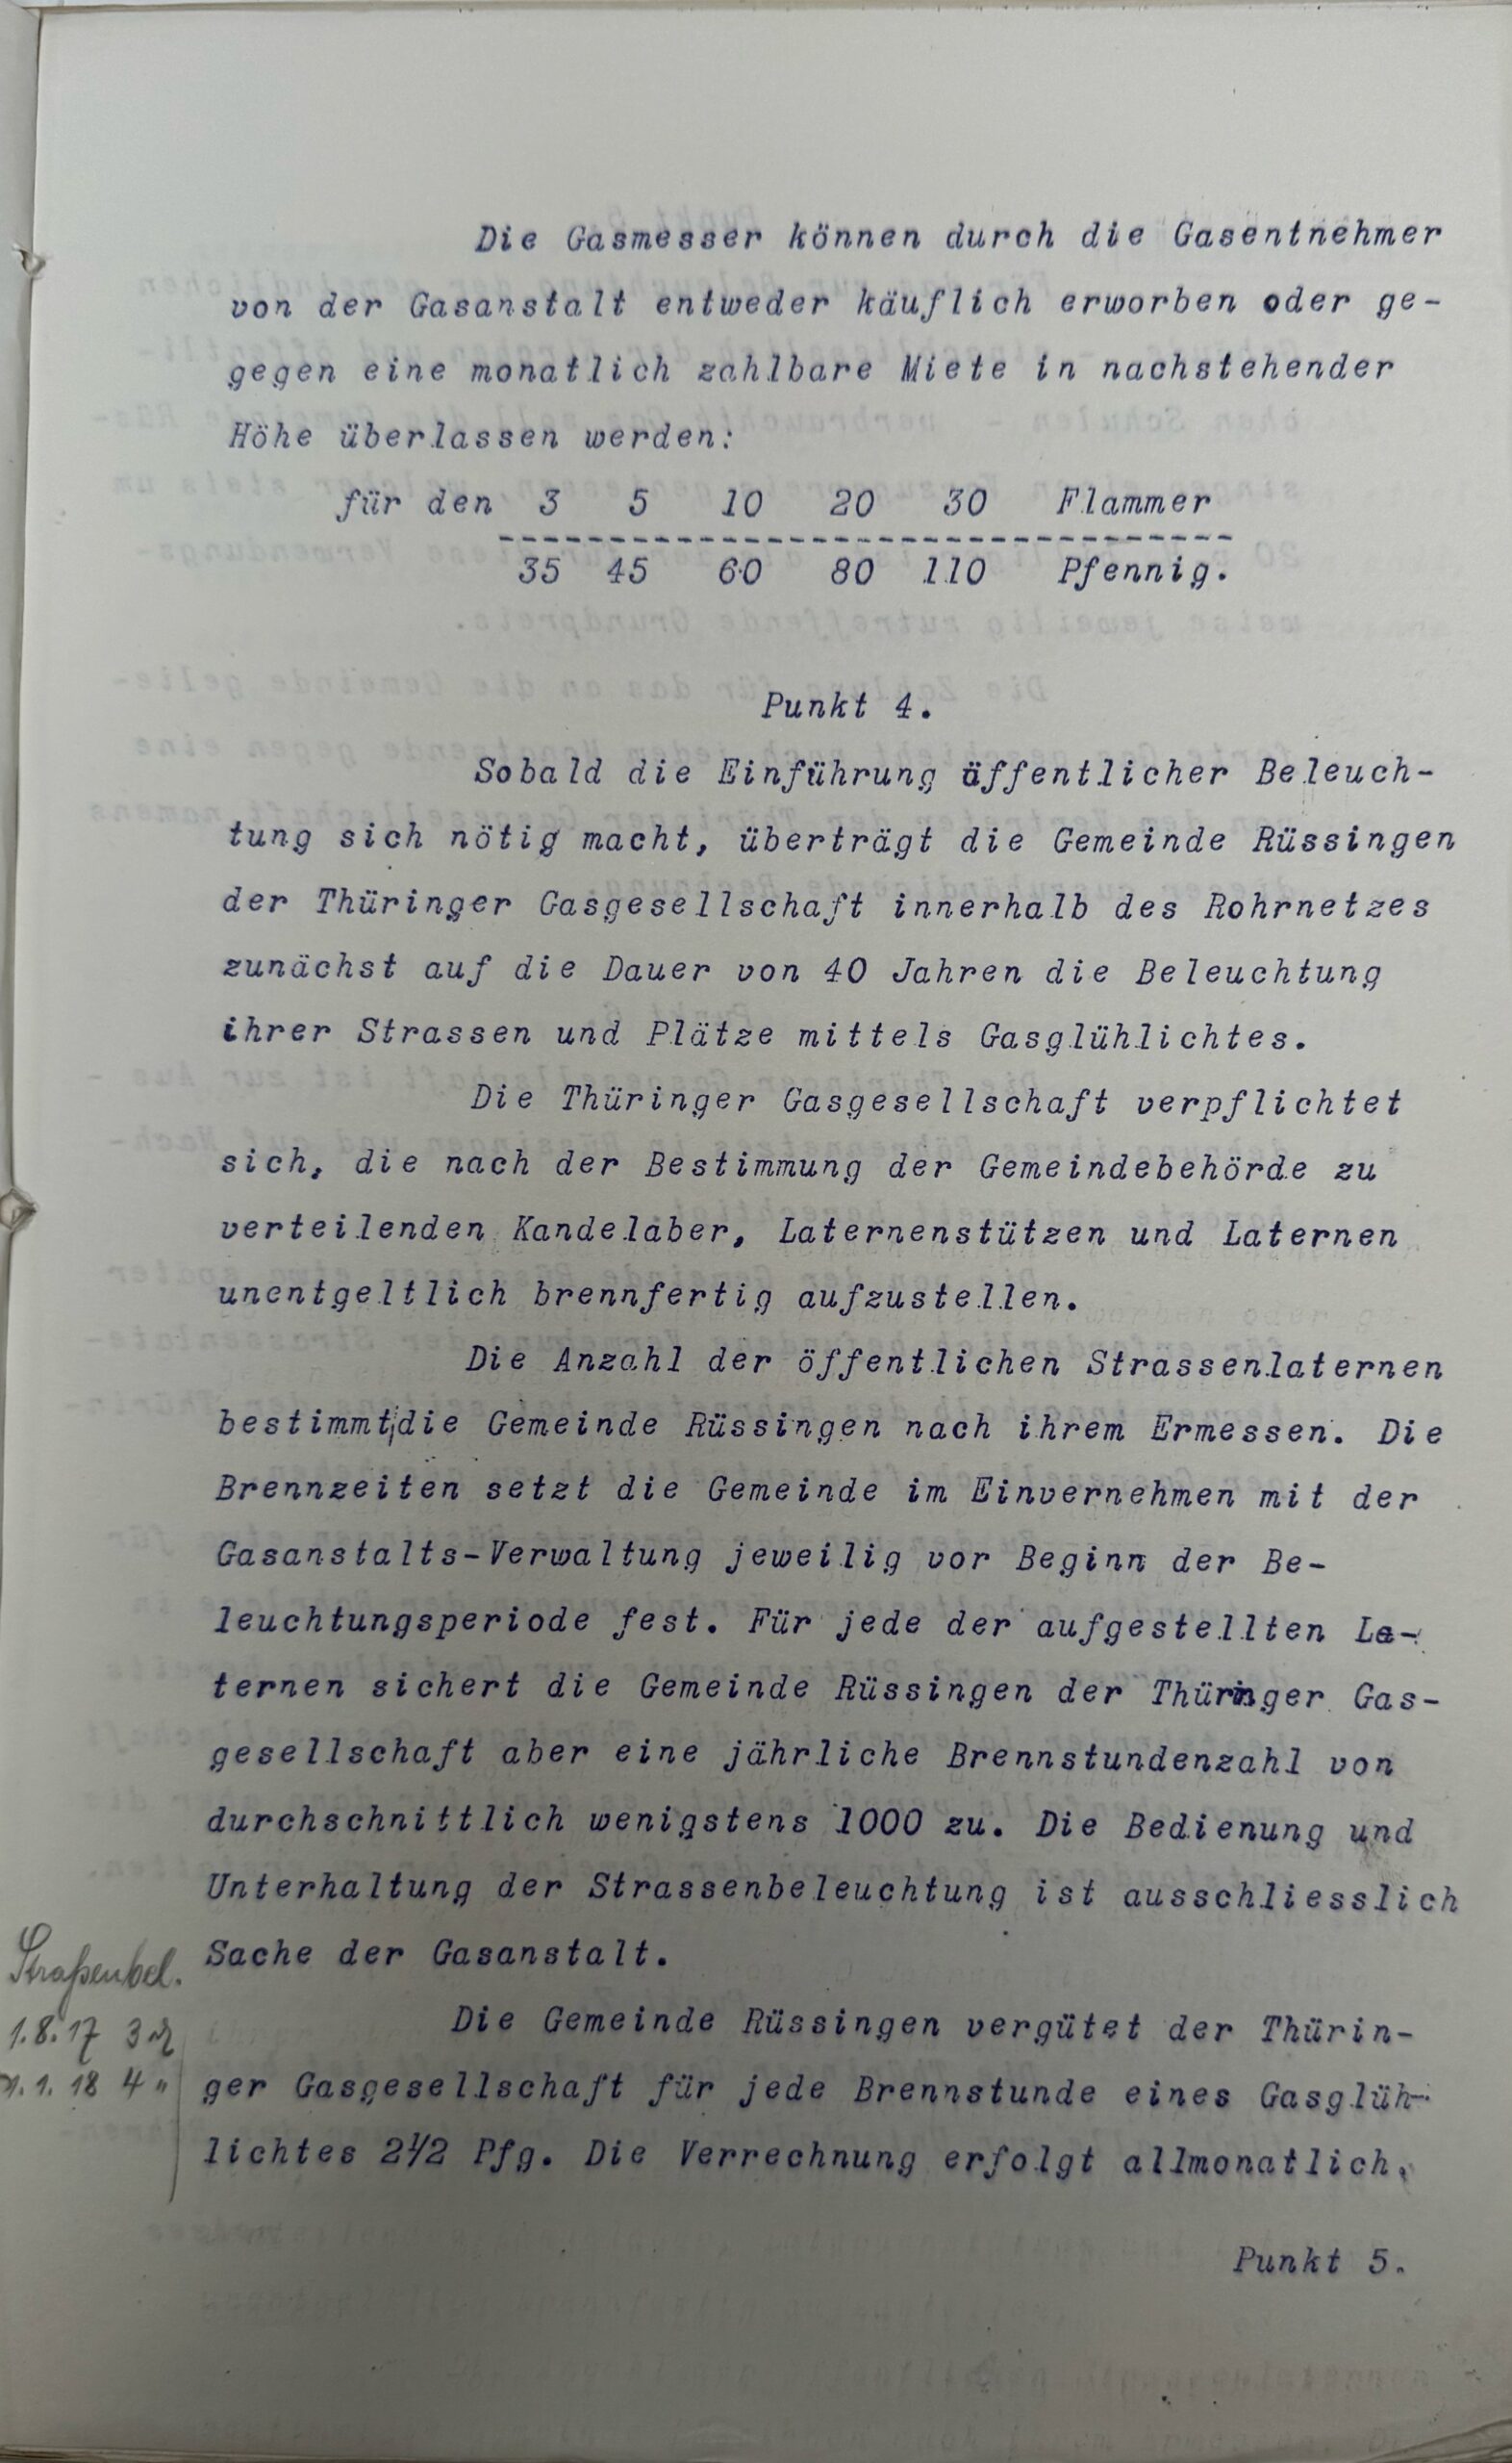 Die Gasmesser können durch die Gasentnehmer
von der Gasanstalt entweder käuflich erworben oder ge-
gegen eine monatlich zahlbare Miete in nachstehender
Höhe überlassen werden:
für den 3 5 10 20 30 Flammer
35 45 60 80 110 Pfennig.
Punkt 4.
Sobald die Einführung äffentlicher Beleuch-
tung sich nötig macht, überträgt die Gemeinde Rüssingen
der Thüringer Gasgesellschaft innerhalb des Rohrnetzes
zunächst auf die Dauer von 40 Jahren die Beleuchtung
ihrer Strassen und Plätze mittels Gasglühlichtes.
Die Thüringer Gasgesellschaft verpflichtet
sich, die nach der Bestimmung der Gemeindebehörde zu
verteilenden Kandelaber, Laternenstützen und Laternen
unentgeltlich brennfertig aufzustellen.
Die Anzahl der öffentlichen Strassenlaternen
bestimmt|die Gemeinde Rüssingen nach ihrem Ermessen. Die
Brennzeiten setzt die Gemeinde im Einvernehmen mit der
Gasanstalts-Verwaltung jeweilig vor Beginn der Be-
leuchtungsperiode fest. Für jede der aufgestellten La-
ternen sichert die Gemeinde Rüssingen der Thüringer Gas-
gesellschaft aber eine jährliche Brennstundenzahl von
durchschnittlich wenigstens 1000 zu. Die Bedienung und
Unterhaltung der Strassenbeleuchtung ist ausschliesslich
Sache der Gasanstalt.
Straßenbel.
1.8.17 3
1.1.18 4 "
Die Gemeinde Rüssingen vergütet der Thürin-
ger Gasgesellschaft für jede Brennstunde eines Gasglüh-
lichtes 2½ Pfg. Die Verrechnung erfolgt allmonatlich.
Punkt 5.